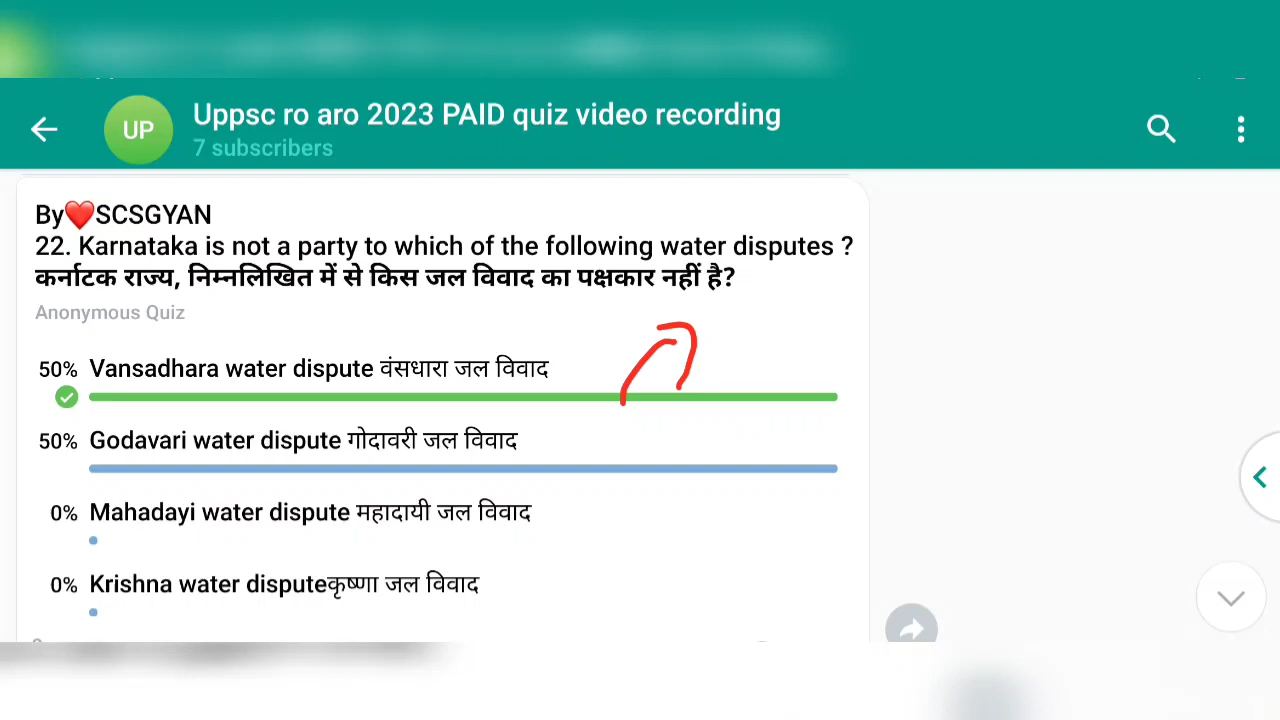 UP
Uppsc ro aro 2023 PAID quiz video recording
7 subscribers
By❤️SCSGYAN
22. Karnataka is not a party to which of the following water disputes ?
कर्नाटक राज्य, निम्नलिखित में से किस जल विवाद का पक्षकार नहीं है?
Anonymous Quiz
50% Vansadhara water dispute वंसधारा जल विवाद
50% Godavari water dispute गोदावरी जल विवाद
0% Mahadayi water dispute महादायी जल विवाद
0% Krishna water disputeकृष्णा जल विवाद